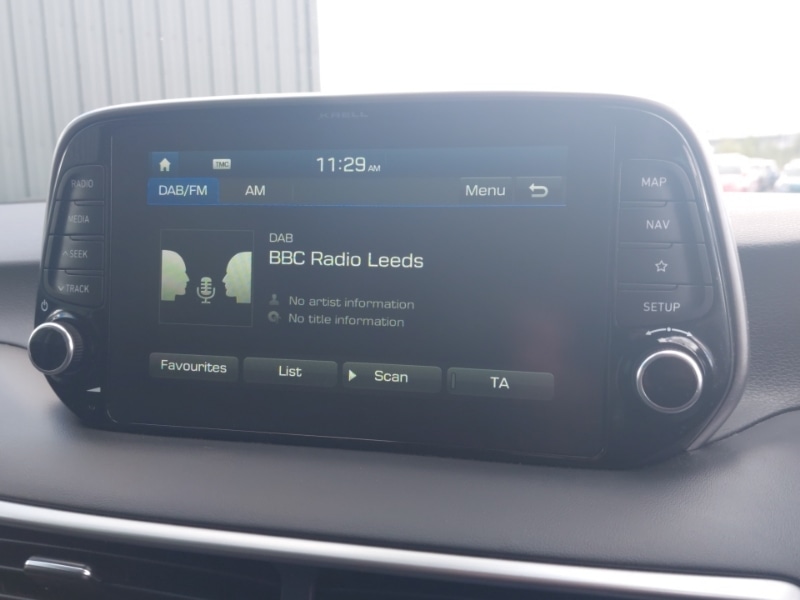 KRELL
TMC
11:29 AM
DAB/FM AM Menu
DAB
BBC Radio Leeds
No artist information
No title information
Favourites List Scan TA
RADIO
MEDIA
SEEK
TRACK
MAP
NAV
SETUP